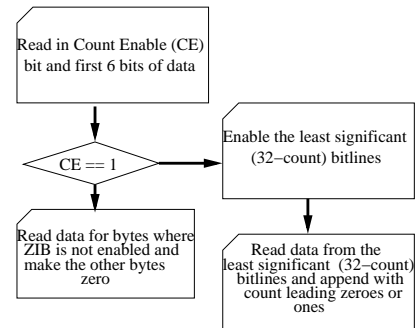 Read in Count Enable (CE)
bit and first 6 bits of data
Enable the least significant
(32−count) bitlines
CE == 1
Read data for bytes where
ZIB is not enabled and
make the other bytes
zero
Read data from the
least significant (32−count)
bitlines and append with
count leading zeroes or
ones